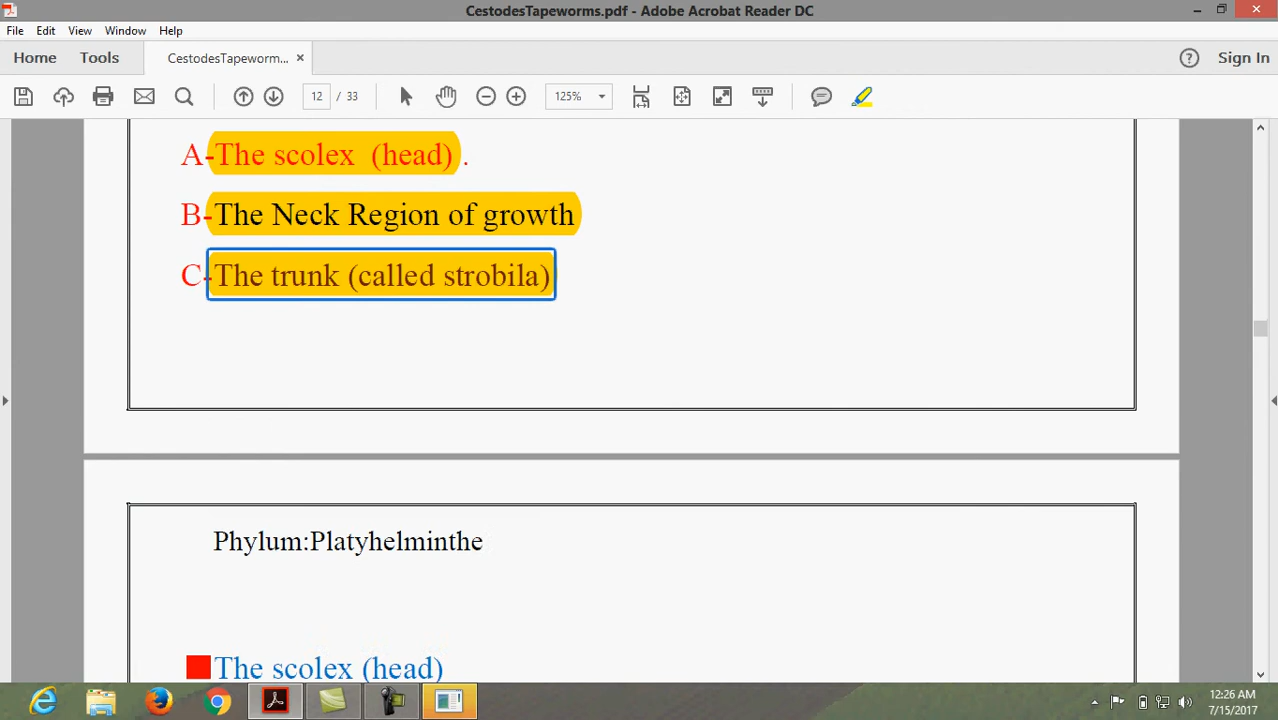 CestodesTapeworms.pdf - Adobe Acrobat Reader DC
File Edit View Window Help
Home Tools CestodesTapeworm... × ? Sign In
12 / 33 125%
A-The scolex (head) .
B-The Neck Region of growth
C-The trunk (called strobila)
Phylum:Platyhelminthe
The scolex (head)
12:26 AM
7/15/2017